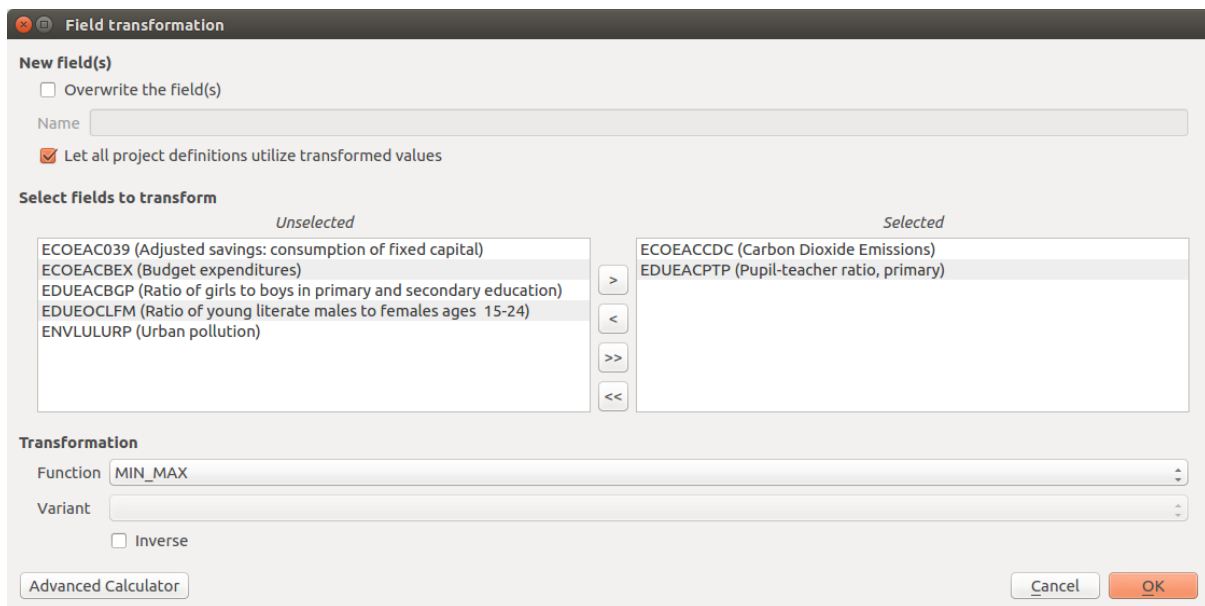 Field transformation
New field(s)
Overwrite the field(s)
Name
Let all project definitions utilize transformed values
Select fields to transform
Unselected
Selected
ECOEAC039 (Adjusted savings: consumption of fixed capital)
ECOEACBEX (Budget expenditures)
EDUEACBGP (Ratio of girls to boys in primary and secondary education)
EDUEOCLFM (Ratio of young literate males to females ages  15-24)
ENVLULURP (Urban pollution)
>
<
>>
<<
ECOEACCDC (Carbon Dioxide Emissions)
EDUEACPTP (Pupil-teacher ratio, primary)
Transformation
Function MIN_MAX
Variant
Inverse
Advanced Calculator
Cancel
OK